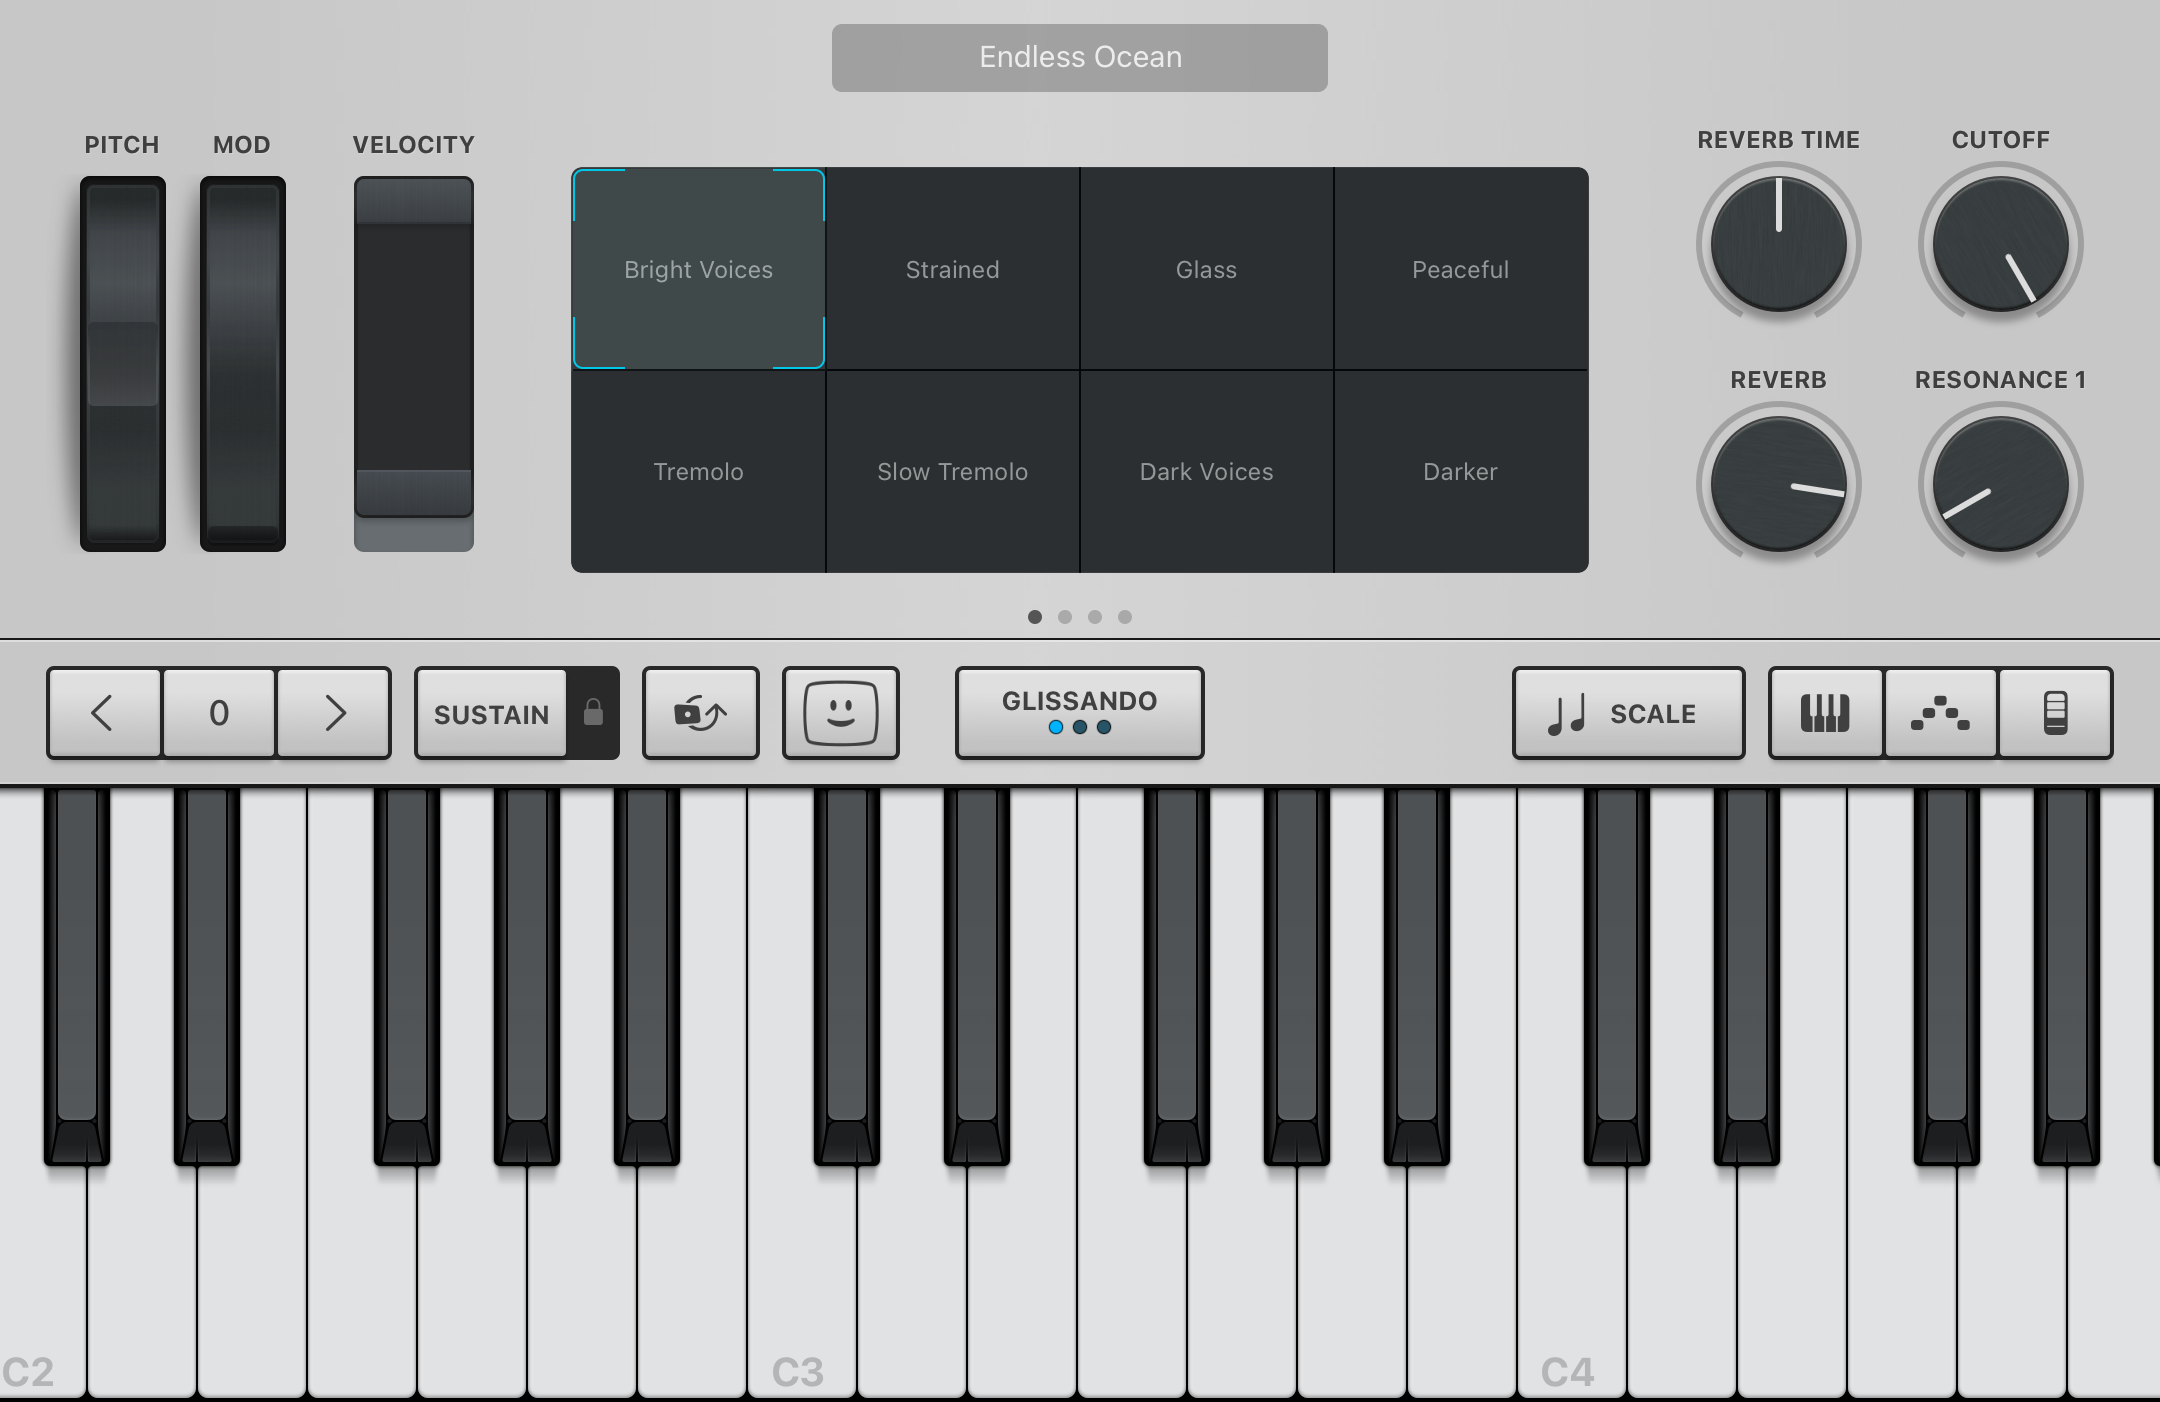 Endless Ocean
PITCH MOD VELOCITY
REVERB TIME CUTOFF
Bright Voices Strained Glass Peaceful
REVERB RESONANCE 1
Tremolo Slow Tremolo Dark Voices Darker
0 SUSTAIN GLISSANDO SCALE
C2 C3 C4